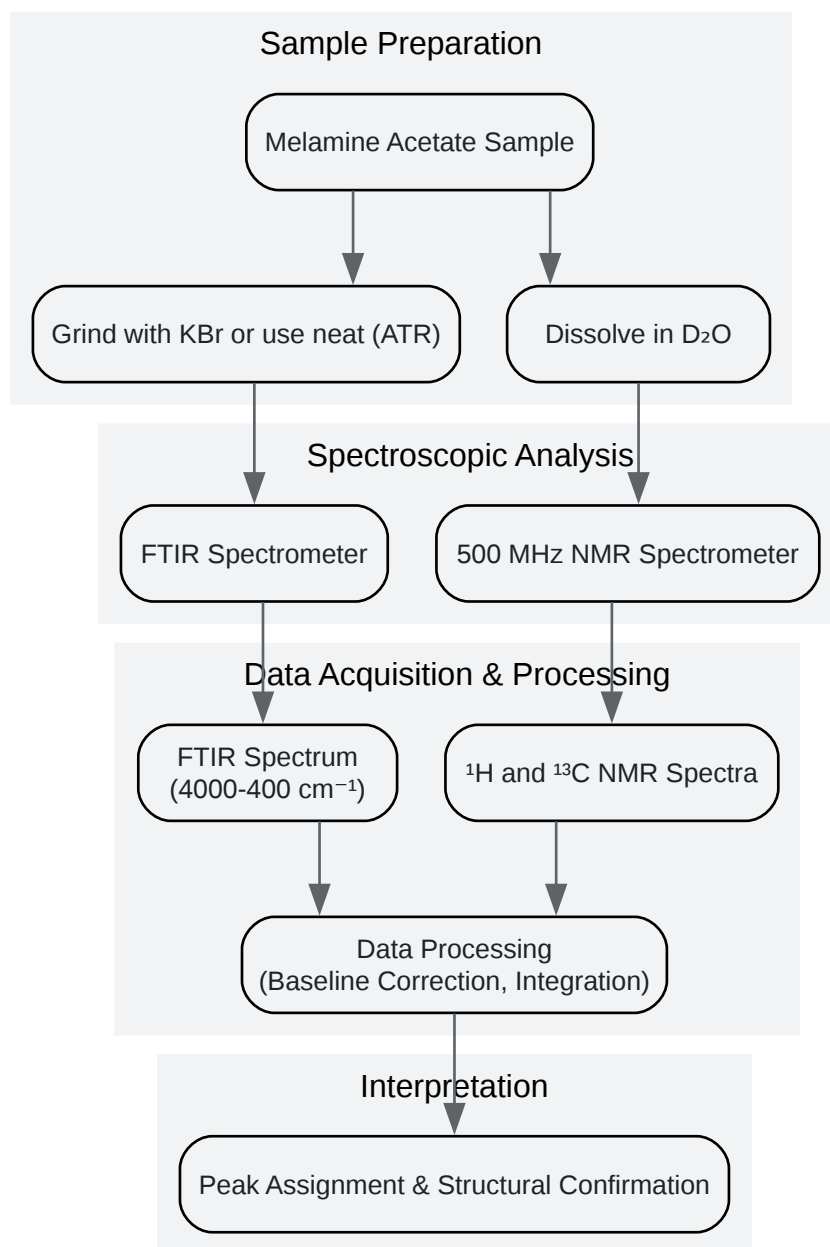 Sample Preparation
Melamine Acetate Sample
Grind with KBr or use neat (ATR)
Dissolve in D₂O
Spectroscopic Analysis
FTIR Spectrometer
500 MHz NMR Spectrometer
Data Acquisition & Processing
FTIR Spectrum
(4000-400 cm⁻¹)
¹H and ¹³C NMR Spectra
Data Processing
(Baseline Correction, Integration)
Interpretation
Peak Assignment & Structural Confirmation